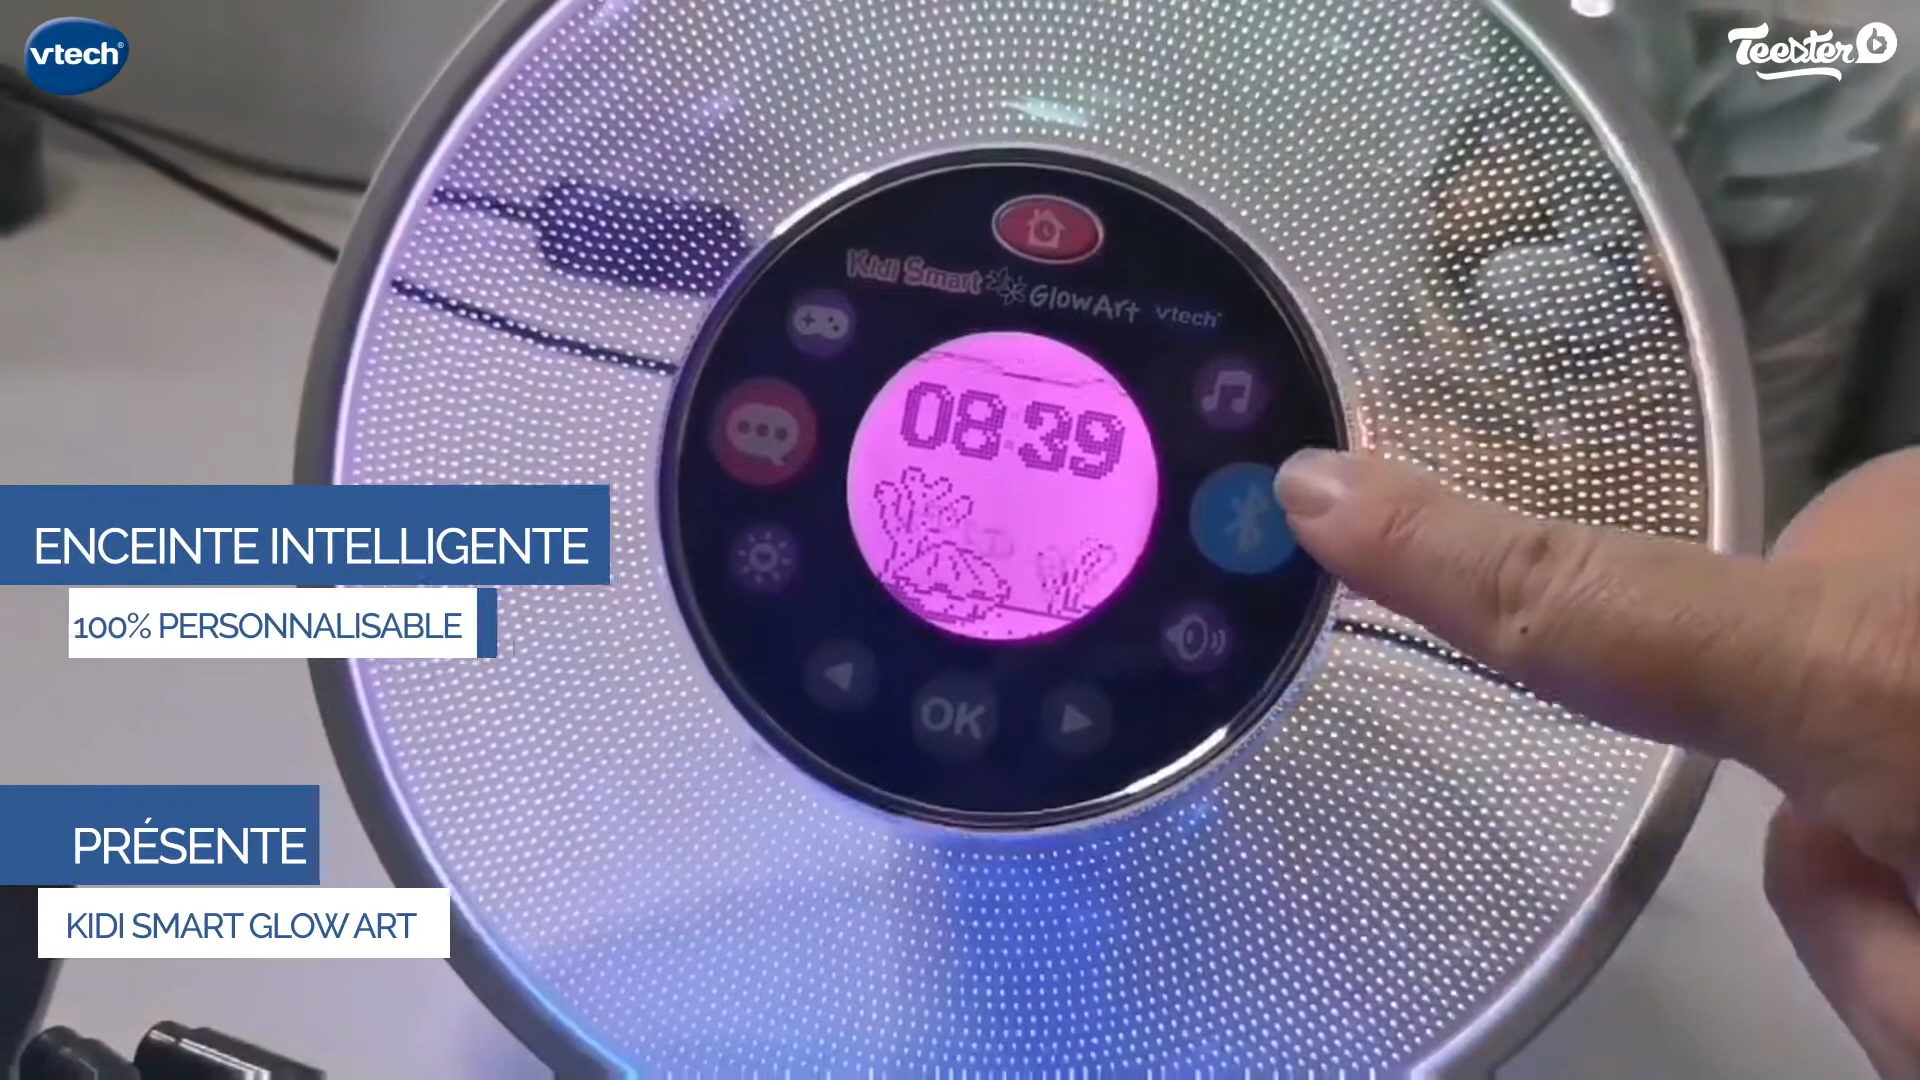 vtech®
Teester
Kidi Smart GlowArt vtech
08:39
OK
ENCEINTE INTELLIGENTE
100% PERSONNALISABLE
PRÉSENTE
KIDI SMART GLOW ART